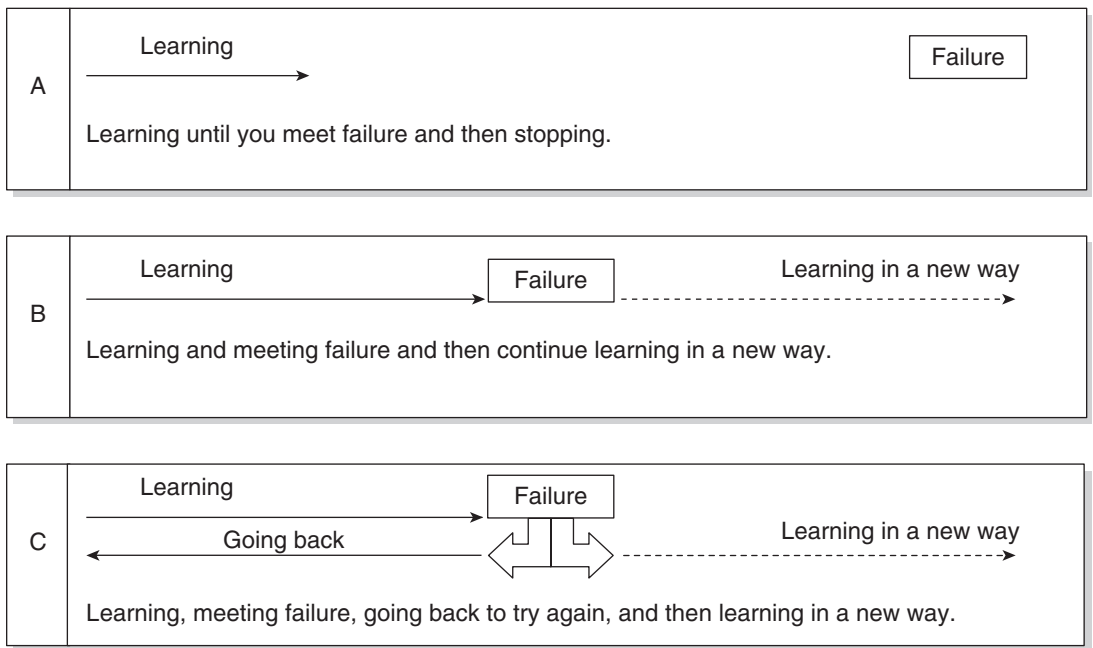 A
Learning
Failure
Learning until you meet failure and then stopping.
B
Learning
Failure
Learning in a new way
Learning and meeting failure and then continue learning in a new way.
C
Learning
Failure
Going back
Learning in a new way
Learning, meeting failure, going back to try again, and then learning in a new way.